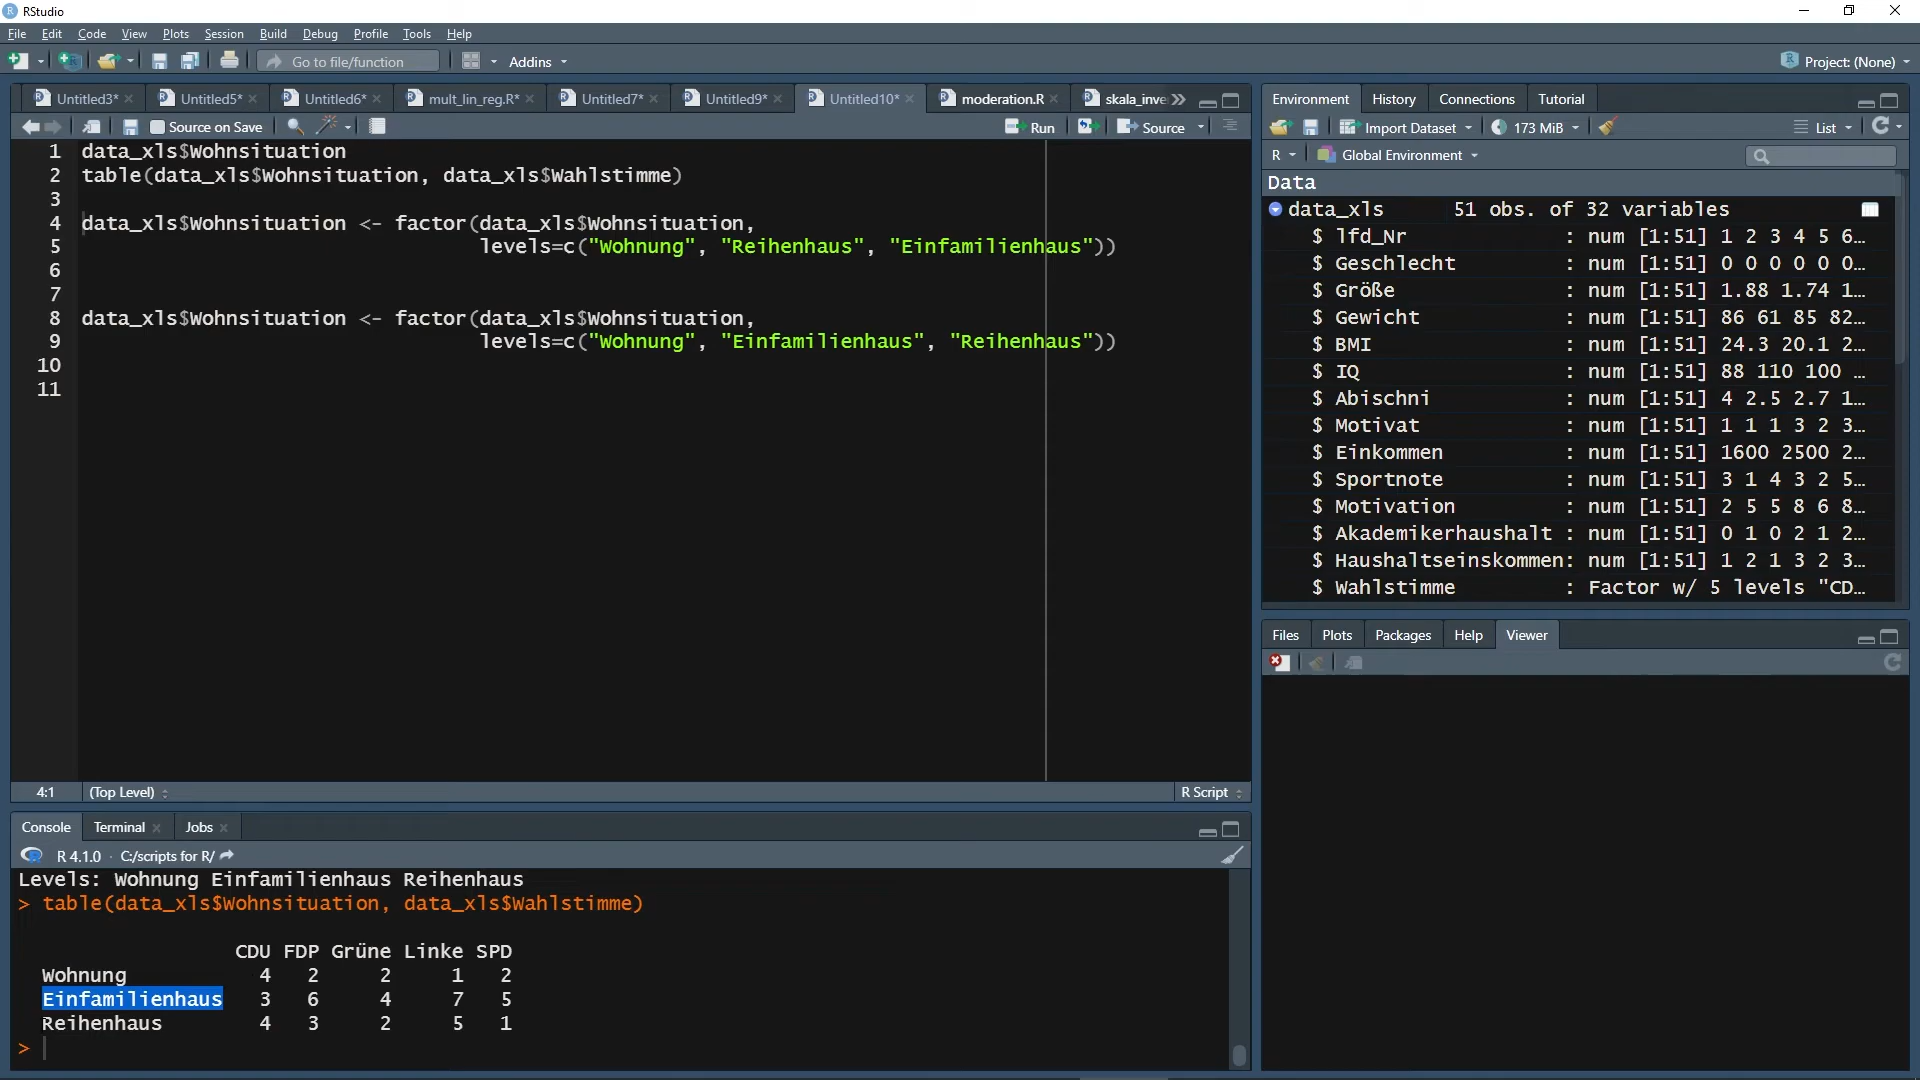 RStudio
File Edit Code View Plots Session Build Debug Profile Tools Help
Go to file/function Addins Project: (None)
Untitled3* Untitled5* Untitled6* mult_lin_reg.R* Untitled7* Untitled9* Untitled10* moderation.R skala_inve
Source on Save Run Source
1 data_xls$Wohnsituation
2 table(data_xls$Wohnsituation, data_xls$Wahlstimme)
3
4 data_xls$Wohnsituation <- factor(data_xls$Wohnsituation,
5 levels=c("Wohnung", "Reihenhaus", "Einfamilienhaus"))
6
7
8 data_xls$Wohnsituation <- factor(data_xls$Wohnsituation,
9 levels=c("Wohnung", "Einfamilienhaus", "Reihenhaus"))
10
11
4:1 (Top Level) R Script
Console Terminal Jobs
R 4.1.0 · C:/scripts for R/
Levels: Wohnung Einfamilienhaus Reihenhaus
> table(data_xls$Wohnsituation, data_xls$Wahlstimme)
CDU FDP Grüne Linke SPD
Wohnung 4 2 2 1 2
Einfamilienhaus 3 6 4 7 5
Reihenhaus 4 3 2 5 1
>
Environment History Connections Tutorial
Import Dataset 173 MiB List
R Global Environment
Data
data_xls 51 obs. of 32 variables
$ lfd_Nr : num [1:51] 1 2 3 4 5 6…
$ Geschlecht : num [1:51] 0 0 0 0 0 0…
$ Größe : num [1:51] 1.88 1.74 1…
$ Gewicht : num [1:51] 86 61 85 82…
$ BMI : num [1:51] 24.3 20.1 2…
$ IQ : num [1:51] 88 110 100 …
$ Abischni : num [1:51] 4 2.5 2.7 1…
$ Motivat : num [1:51] 1 1 1 3 2 3…
$ Einkommen : num [1:51] 1600 2500 2…
$ Sportnote : num [1:51] 3 1 4 3 2 5…
$ Motivation : num [1:51] 2 5 5 8 6 8…
$ Akademikerhaushalt : num [1:51] 0 1 0 2 1 2…
$ Haushaltseinskommen: num [1:51] 1 2 1 3 2 3…
$ Wahlstimme : Factor w/ 5 levels "CD…
Files Plots Packages Help Viewer